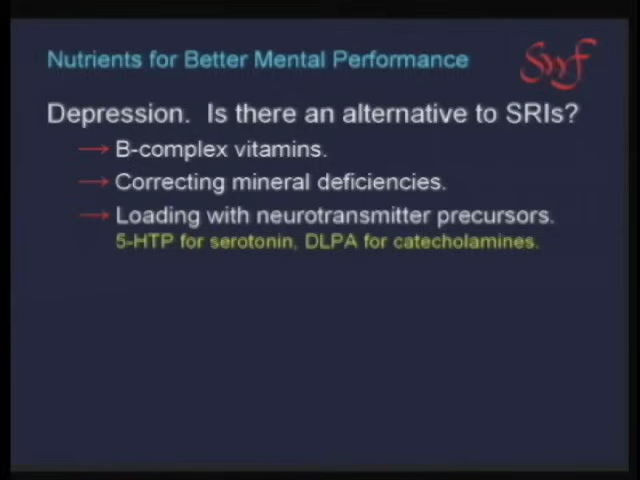 Nutrients for Better Mental Performance
Depression. Is there an alternative to SRIs?
→ B-complex vitamins.
→ Correcting mineral deficiencies.
→ Loading with neurotransmitter precursors.
5-HTP for serotonin, DLPA for catecholamines.